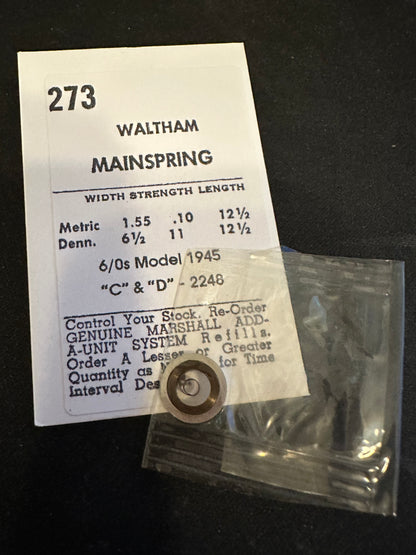 273
WALTHAM
MAINSPRING
WIDTH STRENGTH LENGTH
Metric 1.55 .10 12½
Denn. 6½ 11 12½
6/0s Model 1945
"C" & "D" - 2248
Control Your Stock. Re-Order
GENUINE MARSHALL ADD-
A-UNIT SYSTEM Refills.
Order A Lesser or Greater
Quantity as for Time
Interval